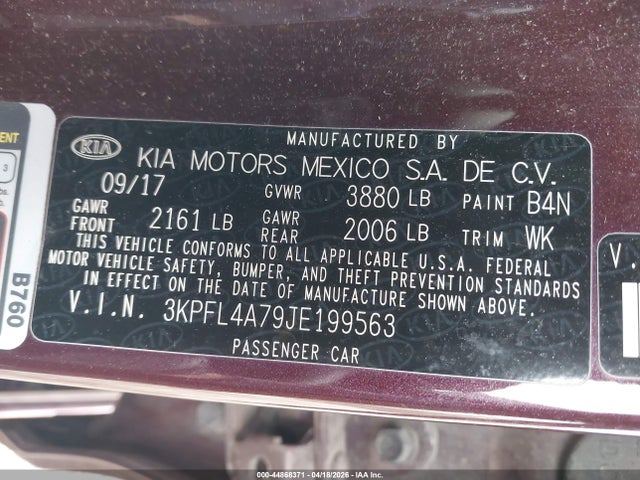 MANUFACTURED BY
KIA KIA MOTORS MEXICO S.A. DE C.V.
09/17 GVWR 3880 LB PAINT B4N
GAWR FRONT 2161 LB GAWR REAR 2006 LB TRIM WK
THIS VEHICLE CONFORMS TO ALL APPLICABLE U.S.A. FEDERAL
MOTOR VEHICLE SAFETY, BUMPER, AND THEFT PREVENTION STANDARDS
IN EFFECT ON THE DATE OF MANUFACTURE SHOWN ABOVE.
V.I.N. 3KPFL4A79JE199563
PASSENGER CAR
B760
3
V.
000-44868371 - 04/18/2026 - IAAI.COM